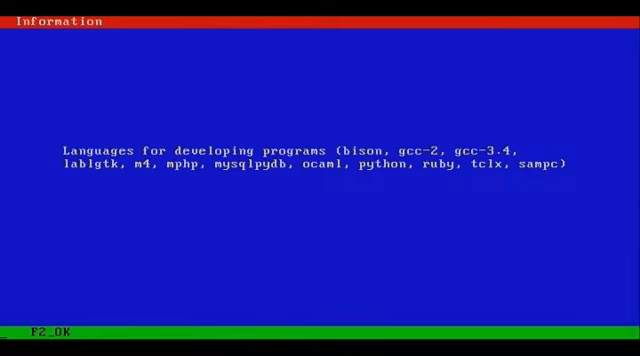 Information
Languages for developing programs (bison, gcc-2, gcc-3.4,
lablgtk, m4, mphp, mysqlpydb, ocaml, python, ruby, tclx, sampc)
F2_OK